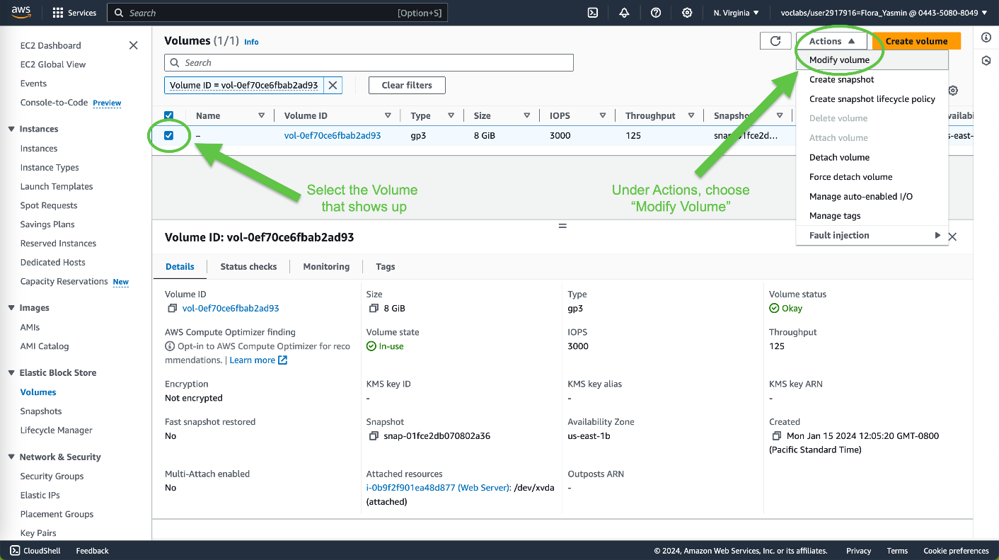 aws
Services
Search
[Option+S]
N. Virginia
voclabs/user2917916=Flora_Yasmin @ 0443-5080-8049
EC2 Dashboard
EC2 Global View
Events
Console-to-Code Preview
Instances
Instances
Instance Types
Launch Templates
Spot Requests
Savings Plans
Reserved Instances
Dedicated Hosts
Capacity Reservations New
Images
AMIs
AMI Catalog
Elastic Block Store
Volumes
Snapshots
Lifecycle Manager
Network & Security
Security Groups
Elastic IPs
Placement Groups
Key Pairs
Volumes (1/1) Info
Actions
Create volume
Search
Volume ID = vol-0ef70ce6fbab2ad93
Clear filters
Modify volume
Create snapshot
Create snapshot lifecycle policy
Delete volume
Attach volume
Detach volume
Force detach volume
Manage auto-enabled I/O
Manage tags
Fault injection
Name Volume ID Type Size IOPS Throughput Snapsho
– vol-0ef70ce6fbab2ad93 gp3 8 GiB 3000 125 snap-01fce2d... s-east-
Select the Volume
that shows up
Under Actions, choose
“Modify Volume”
Volume ID: vol-0ef70ce6fbab2ad93
Details Status checks Monitoring Tags
Volume ID
vol-0ef70ce6fbab2ad93
Size
8 GiB
Type
gp3
Volume status
Okay
AWS Compute Optimizer finding
Opt-in to AWS Compute Optimizer for reco
mmendations. | Learn more
Volume state
In-use
IOPS
3000
Throughput
125
Encryption
Not encrypted
KMS key ID
-
KMS key alias
-
KMS key ARN
-
Fast snapshot restored
No
Snapshot
snap-01fce2db070802a36
Availability Zone
us-east-1b
Created
Mon Jan 15 2024 12:05:20 GMT-0800
(Pacific Standard Time)
Multi-Attach enabled
No
Attached resources
i-0b9f2f901ea48d877 (Web Server): /dev/xvda
(attached)
Outposts ARN
-
CloudShell Feedback
© 2024, Amazon Web Services, Inc. or its affiliates. Privacy Terms Cookie preferences